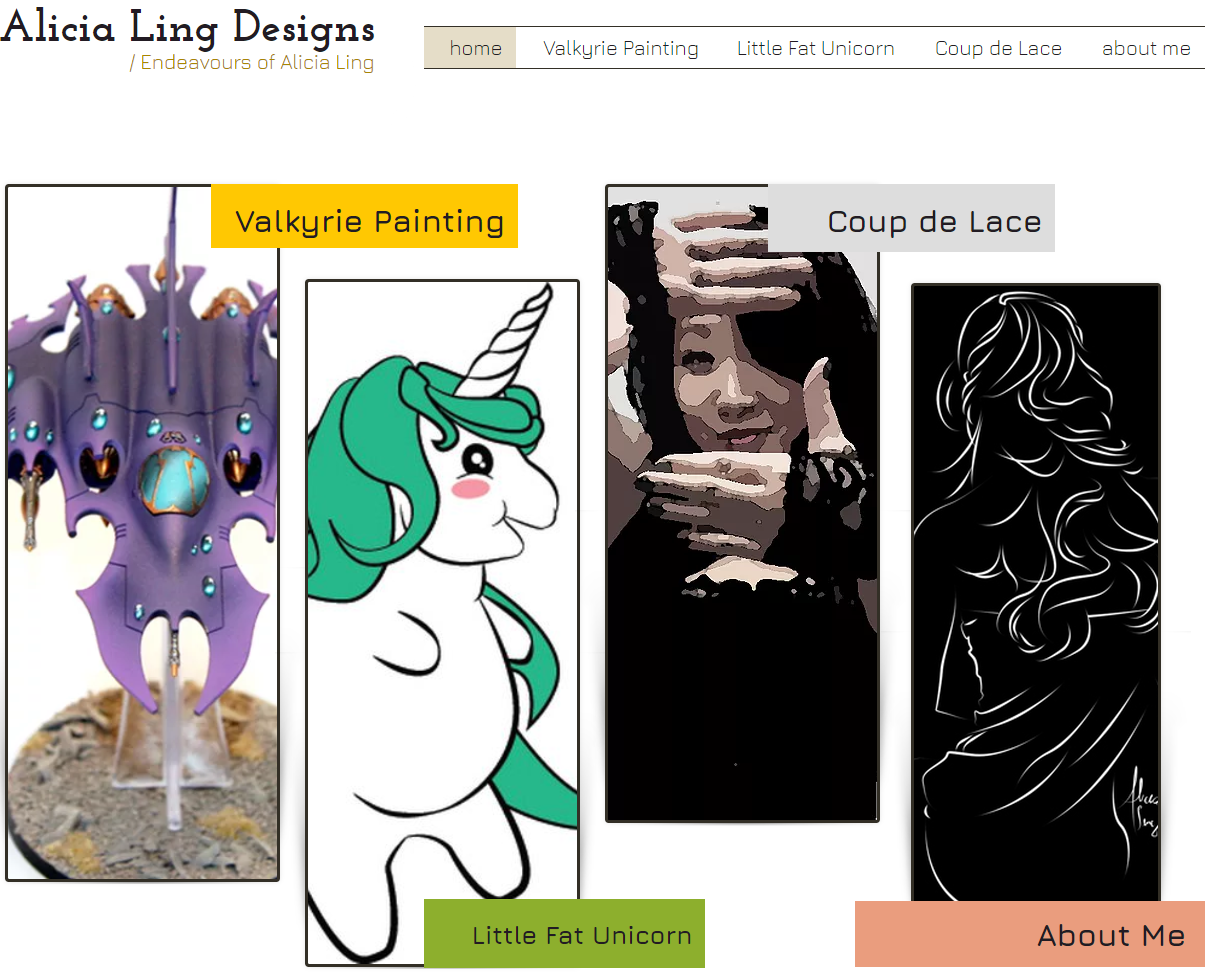 Alicia Ling Designs
/ Endeavours of Alicia Ling
home Valkyrie Painting Little Fat Unicorn Coup de Lace about me
Valkyrie Painting
Coup de Lace
Little Fat Unicorn
About Me